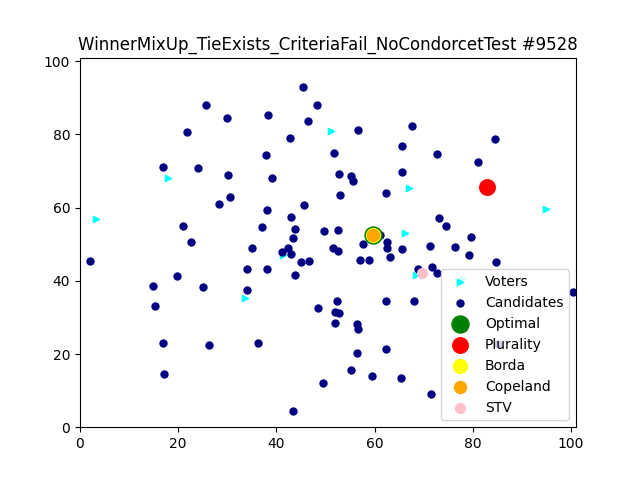 WinnerMixUp_TieExists_CriteriaFail_NoCondorcetTest #9528
100
80
60
40
20
0
0 20 40 60 80 100
Voters
Candidates
Optimal
Plurality
Borda
Copeland
STV